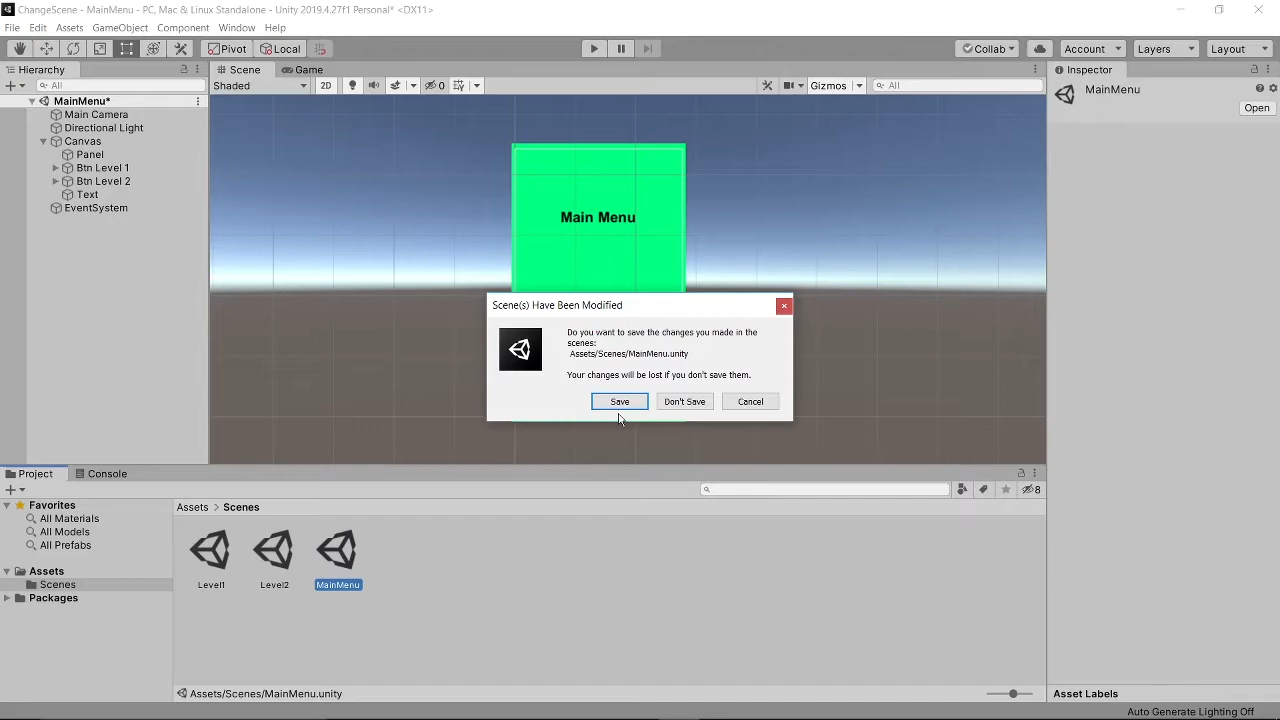 ChangeScene - MainMenu - PC, Mac & Linux Standalone - Unity 2019.4.27f1 Personal* <DX11>
File Edit Assets GameObject Component Window Help
Pivot Local Collab Account Layers Layout
Hierarchy
All
MainMenu*
Main Camera
Directional Light
Canvas
Panel
Btn Level 1
Btn Level 2
Text
EventSystem
Scene Game
Shaded 2D 0 Gizmos All
Main Menu
Scene(s) Have Been Modified
Do you want to save the changes you made in the
scenes:
Assets/Scenes/MainMenu.unity
Your changes will be lost if you don't save them.
Save Don't Save Cancel
Inspector
MainMenu
Open
Project Console
8
Favorites
All Materials
All Models
All Prefabs
Assets
Scenes
Packages
Assets Scenes
Level1 Level2 MainMenu
Assets/Scenes/MainMenu.unity
Asset Labels
Auto Generate Lighting Off